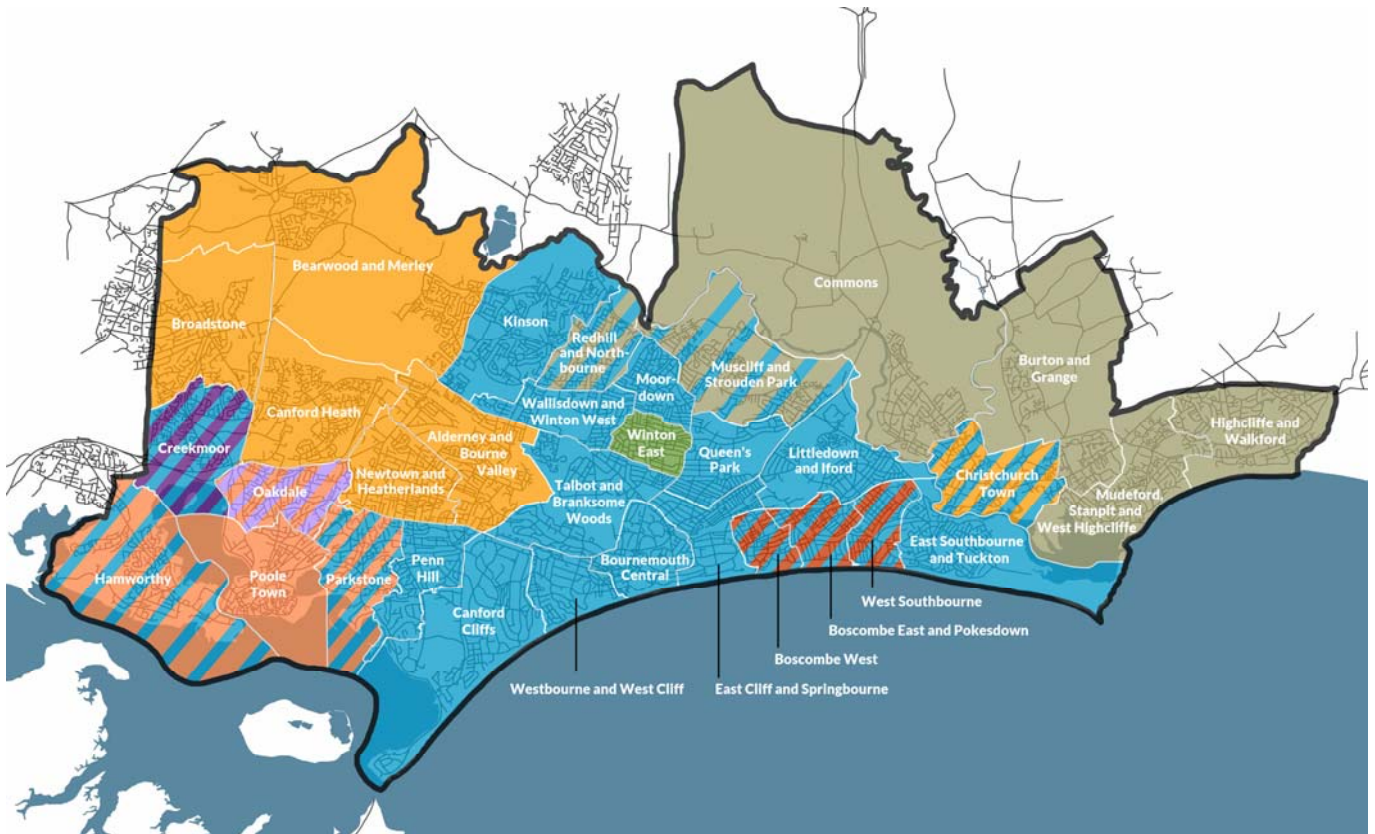 Bearwood and Merley
Commons
Broadstone
Kinson
Redhill
and North-
bourne
Muscliff and
Strouden Park
Burton and
Grange
Moor-
down
Canford Heath
Wallisdown and
Winton West
Highcliffe and
Walkford
Creekmoor
Alderney and
Bourne
Valley
Winton
East
Queen's
Park
Littledown
and Iford
Newtown and
Heatherlands
Oakdale
Christchurch
Town
Talbot and
Branksome
Woods
Mudeford,
Stanpit and
West Highcliffe
East Southbourne
and Tuckton
Hamworthy
Poole
Town
Parkstone
Penn
Hill
Bournemouth
Central
Canford
Cliffs
West Southbourne
Boscombe East and Pokesdown
Boscombe West
Westbourne and West Cliff
East Cliff and Springbourne